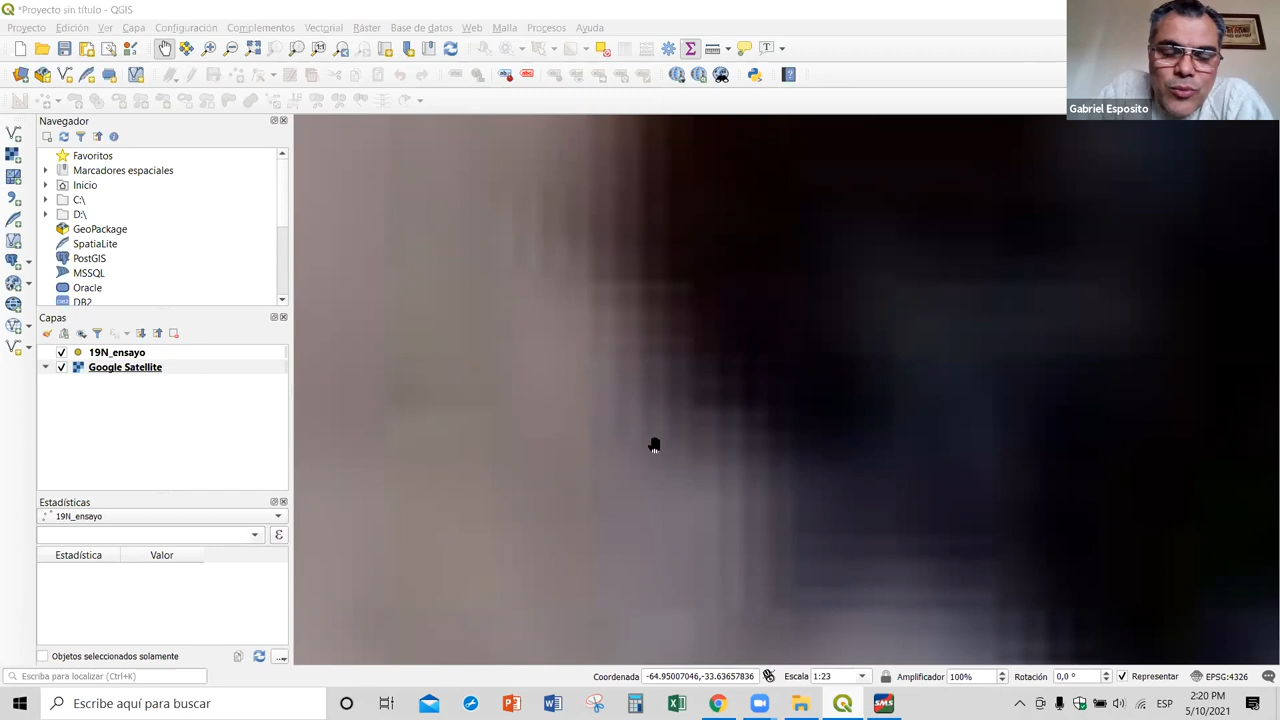 *Proyecto sin título - QGIS
Proyecto Edición Ver Capa Configuración Complementos Vectorial Ráster Base de datos Web Malla Procesos Ayuda
Gabriel Esposito
Navegador
Favoritos
Marcadores espaciales
Inicio
C:\
D:\
GeoPackage
SpatiaLite
PostGIS
MSSQL
Oracle
DB2
Capas
19N_ensayo
Google Satellite
Estadísticas
19N_ensayo
Estadística Valor
Objetos seleccionados solamente
Escriba para localizar (Ctrl+K)
Coordenada -64.95007046,-33.63657836 Escala 1:23 Amplificador 100% Rotación 0,0 ° Representar EPSG:4326
Escribe aquí para buscar
ESP
2:20 PM
5/10/2021